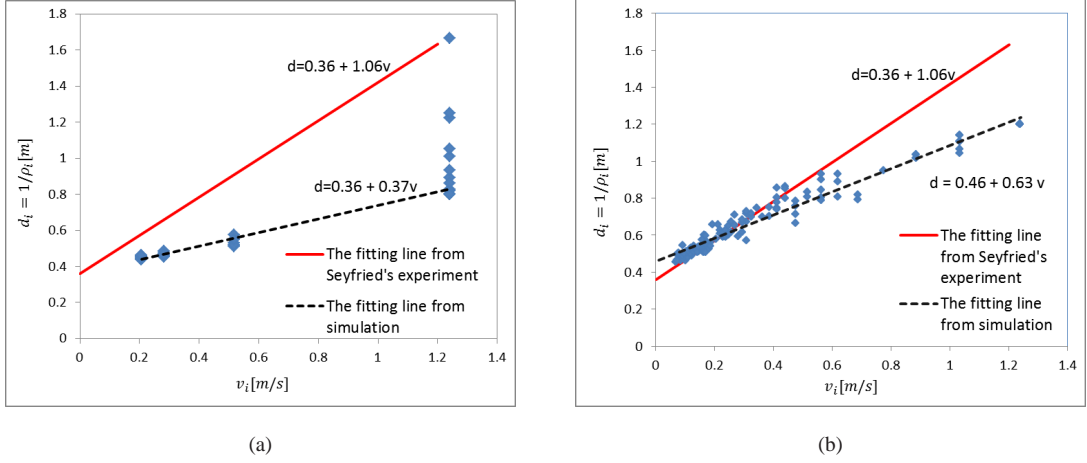 1.8
1.6
1.4
1.2
1
0.8
0.6
0.4
0.2
0
d_i = 1/ρ_i[m]
d=0.36 + 1.06v
d=0.36 + 0.37v
The fitting line from
Seyfried's experiment
The fitting line from
simulation
0 0.2 0.4 0.6 0.8 1 1.2 1.4
v_i[m/s]
(a)
1.8
1.6
1.4
1.2
1
0.8
0.6
0.4
0.2
0
d_i = 1/ρ_i[m]
d=0.36 + 1.06v
d = 0.46 + 0.63 v
The fitting line
from Seyfried's
experiment
The fitting line
from simulation
0 0.2 0.4 0.6 0.8 1 1.2 1.4
v_i[m/s]
(b)